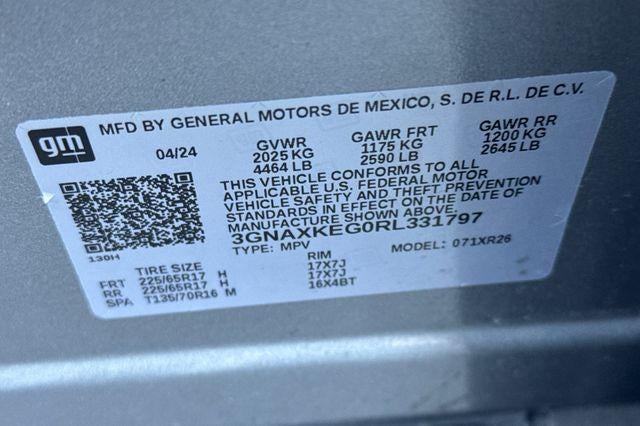 gm
MFD BY GENERAL MOTORS DE MEXICO, S. DE R.L. DE C.V.
04/24 GVWR GAWR FRT GAWR RR
2025 KG 1175 KG 1200 KG
4464 LB 2590 LB 2645 LB
THIS VEHICLE CONFORMS TO ALL
APPLICABLE U.S. FEDERAL MOTOR
VEHICLE SAFETY AND THEFT PREVENTION
STANDARDS IN EFFECT ON THE DATE OF
MANUFACTURE SHOWN ABOVE
3GNAXKEG0RL331797
130H
TYPE: MPV MODEL: 071XR26
TIRE SIZE RIM
FRT 225/65R17 H 17X7J
RR 225/65R17 H 17X7J
SPA T135/70R16 M 16X4BT